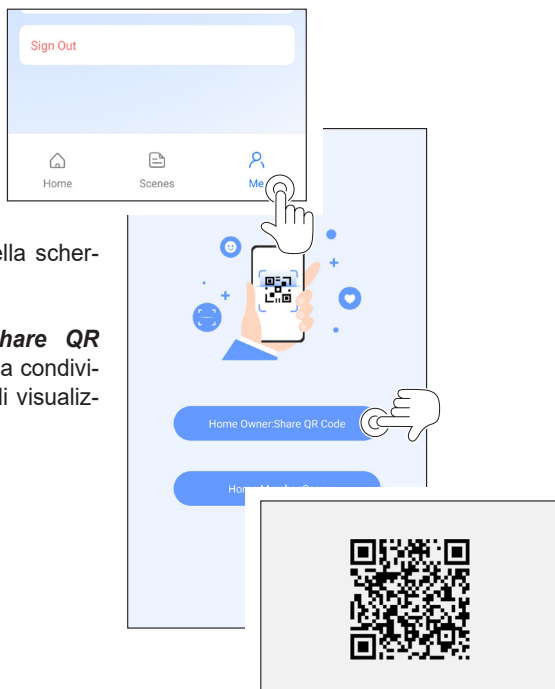 Sign Out
Home
Scenes
Me
ella scher-
hare QR
a condivi-
li visualiz-
Home Owner:Share QR Code